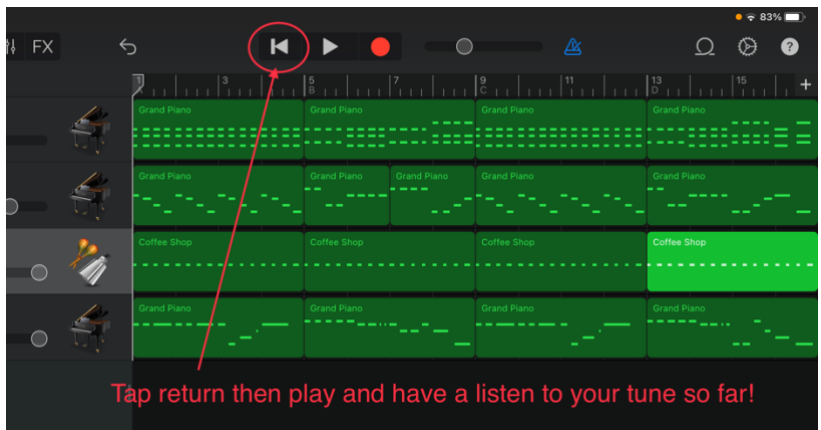 83%
FX
?
1 3 5 7 9 11 13 15 +
A B C D
Grand Piano Grand Piano Grand Piano Grand Piano
Grand Piano Grand Piano Grand Piano Grand Piano Grand Piano
Coffee Shop Coffee Shop Coffee Shop Coffee Shop
Grand Piano Grand Piano Grand Piano Grand Piano
Tap return then play and have a listen to your tune so far!